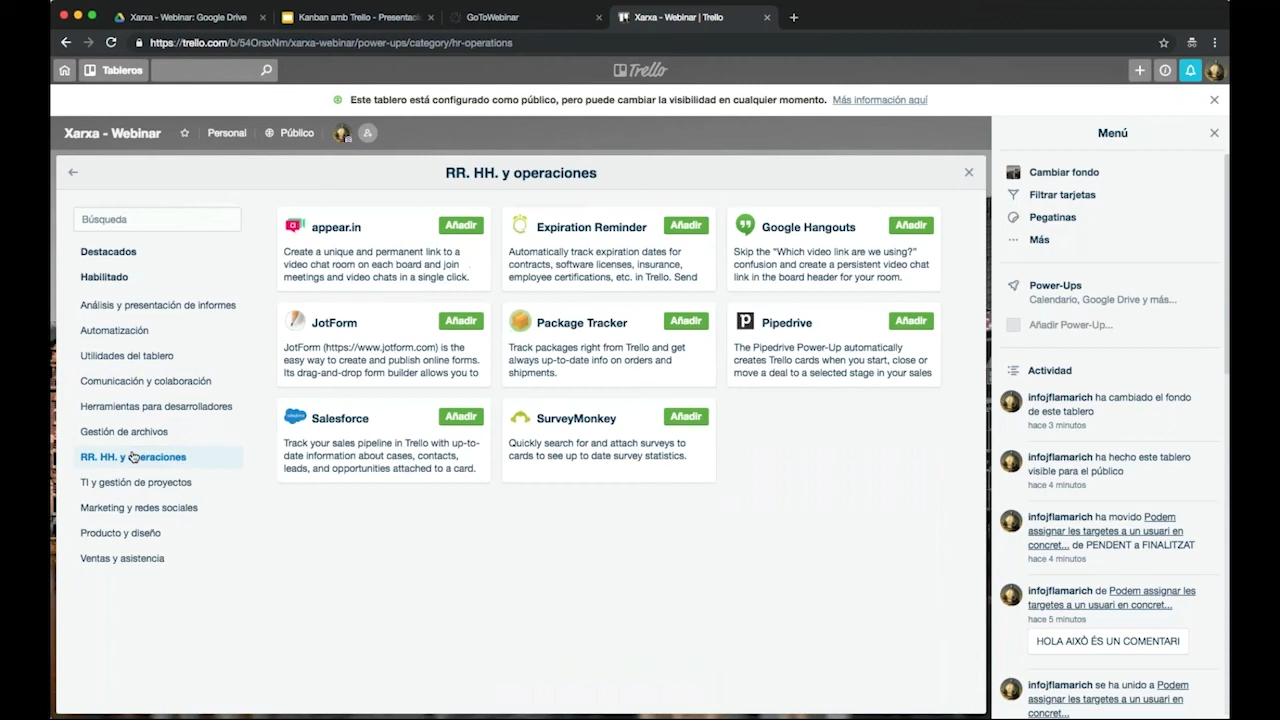 Xarxa - Webinar: Google Drive
Kanban amb Trello - Presentac
GoToWebinar
Xarxa - Webinar | Trello
https://trello.com/b/54OrsxNm/xarxa-webinar/power-ups/category/hr-operations
Tableros
Trello
Este tablero está configurado como público, pero puede cambiar la visibilidad en cualquier momento. Más información aquí
Xarxa - Webinar
Personal
Público
RR. HH. y operaciones
Búsqueda
Destacados
Habilitado
Análisis y presentación de informes
Automatización
Utilidades del tablero
Comunicación y colaboración
Herramientas para desarrolladores
Gestión de archivos
RR. HH. y operaciones
TI y gestión de proyectos
Marketing y redes sociales
Producto y diseño
Ventas y asistencia
appear.in
Añadir
Create a unique and permanent link to a
video chat room on each board and join
meetings and video chats in a single click.
Expiration Reminder
Añadir
Automatically track expiration dates for
contracts, software licenses, insurance,
employee certifications, etc. in Trello. Send
Google Hangouts
Añadir
Skip the "Which video link are we using?"
confusion and create a persistent video chat
link in the board header for your room.
JotForm
Añadir
JotForm (https://www.jotform.com) is the
easy way to create and publish online forms.
Its drag-and-drop form builder allows you to
Package Tracker
Añadir
Track packages right from Trello and get
always up-to-date info on orders and
shipments.
Pipedrive
Añadir
The Pipedrive Power-Up automatically
creates Trello cards when you start, close or
move a deal to a selected stage in your sales
Salesforce
Añadir
Track your sales pipeline in Trello with up-to-
date information about cases, contacts,
leads, and opportunities attached to a card.
SurveyMonkey
Añadir
Quickly search for and attach surveys to
cards to see up to date survey statistics.
Menú
Cambiar fondo
Filtrar tarjetas
Pegatinas
Más
Power-Ups
Calendario, Google Drive y más...
Añadir Power-Up...
Actividad
infojflamarich ha cambiado el fondo
de este tablero
hace 3 minutos
infojflamarich ha hecho este tablero
visible para el público
hace 4 minutos
infojflamarich ha movido Podem
assignar les targetes a un usuari en
concret... de PENDENT a FINALITZAT
hace 4 minutos
infojflamarich de Podem assignar les
targetes a un usuari en concret...
hace 5 minutos
HOLA AIXÒ ÉS UN COMENTARI
infojflamarich se ha unido a Podem
assignar les targetes a un usuari en
concret...